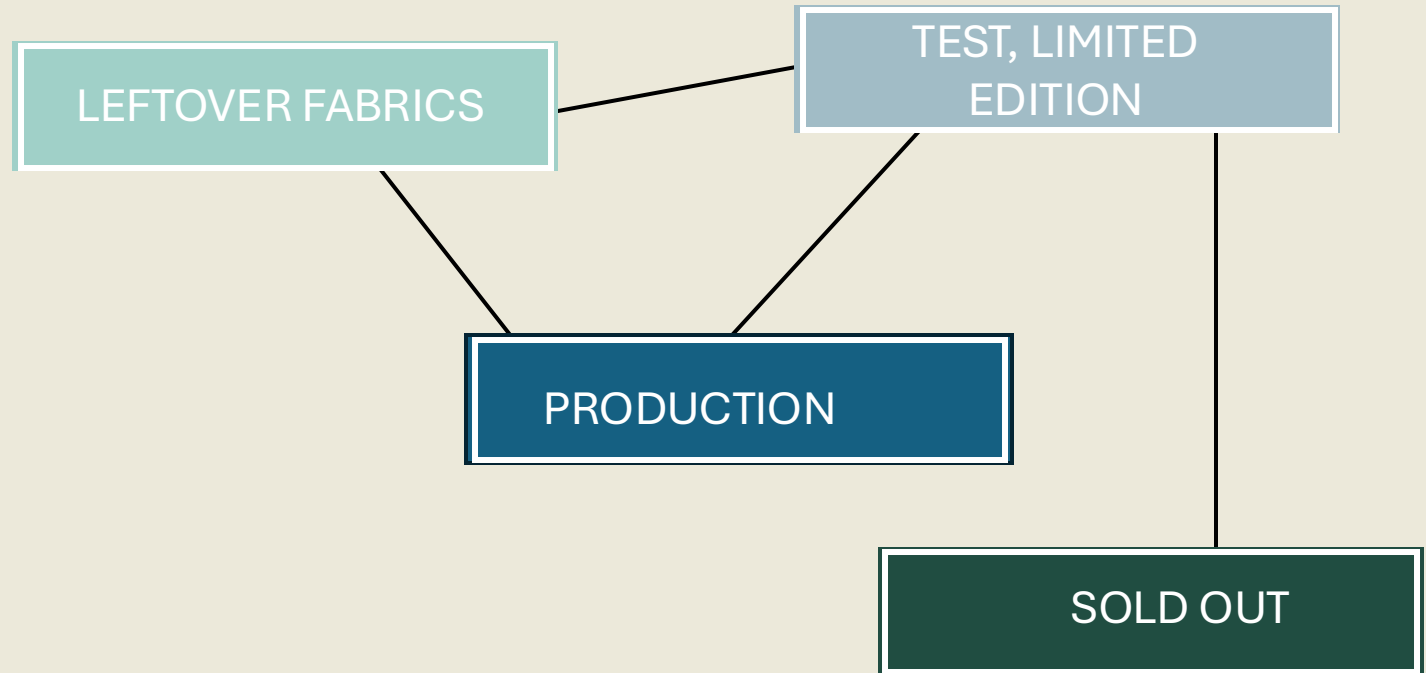 LEFTOVER FABRICS
TEST, LIMITED
EDITION
PRODUCTION
SOLD OUT